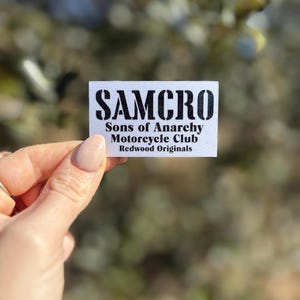 SAMCRO
Sons of Anarchy
Motorcycle Club
Redwood Originals